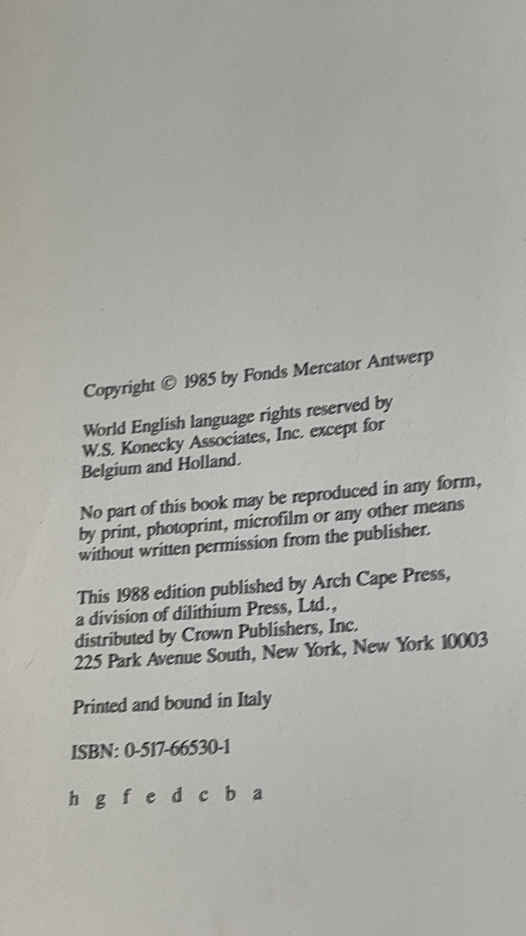 Copyright © 1985 by Fonds Mercator Antwerp
World English language rights reserved by
W.S. Konecky Associates, Inc. except for
Belgium and Holland.
No part of this book may be reproduced in any form,
by print, photoprint, microfilm or any other means
without written permission from the publisher.
This 1988 edition published by Arch Cape Press,
a division of dilithium Press, Ltd.,
distributed by Crown Publishers, Inc.
225 Park Avenue South, New York, New York 10003
Printed and bound in Italy
ISBN: 0-517-66530-1
h g f e d c b a